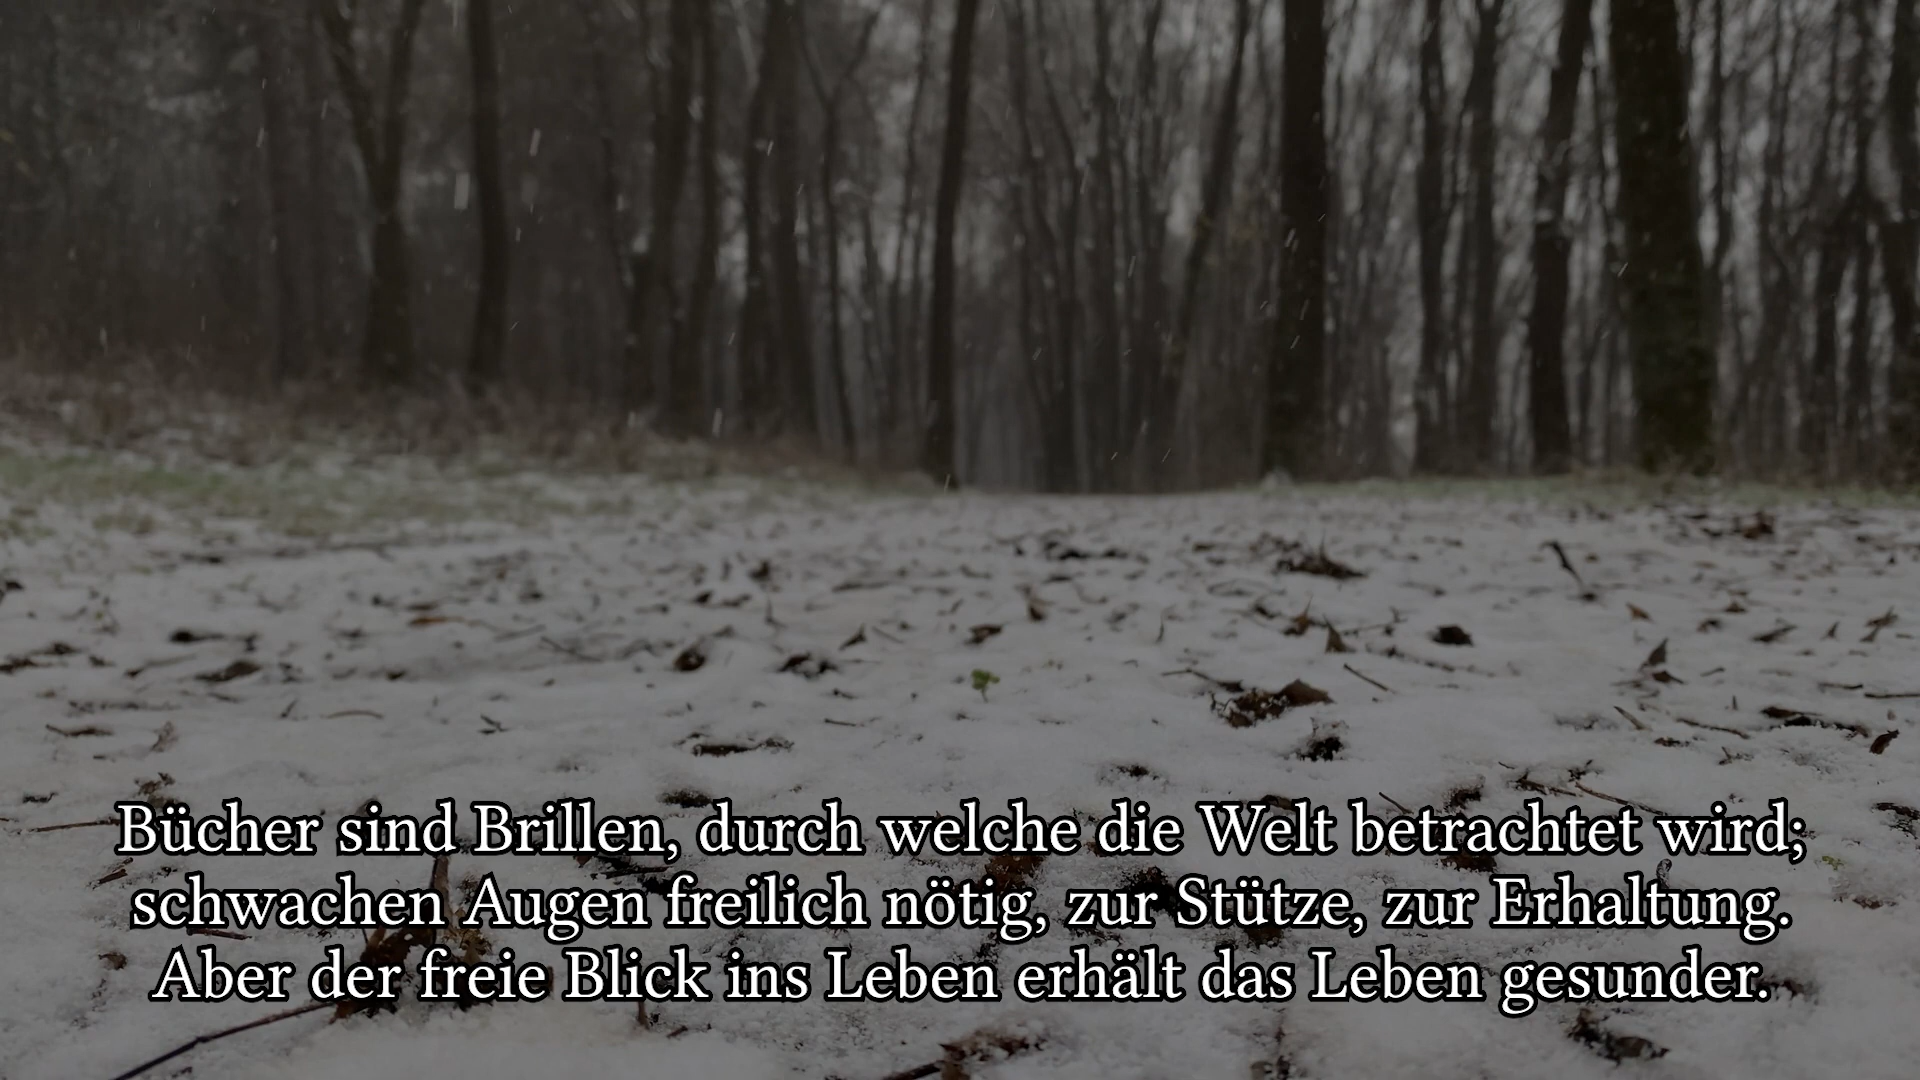 Bücher sind Brillen, durch welche die Welt betrachtet wird;
schwachen Augen freilich nötig, zur Stütze, zur Erhaltung.
Aber der freie Blick ins Leben erhält das Leben gesunder.